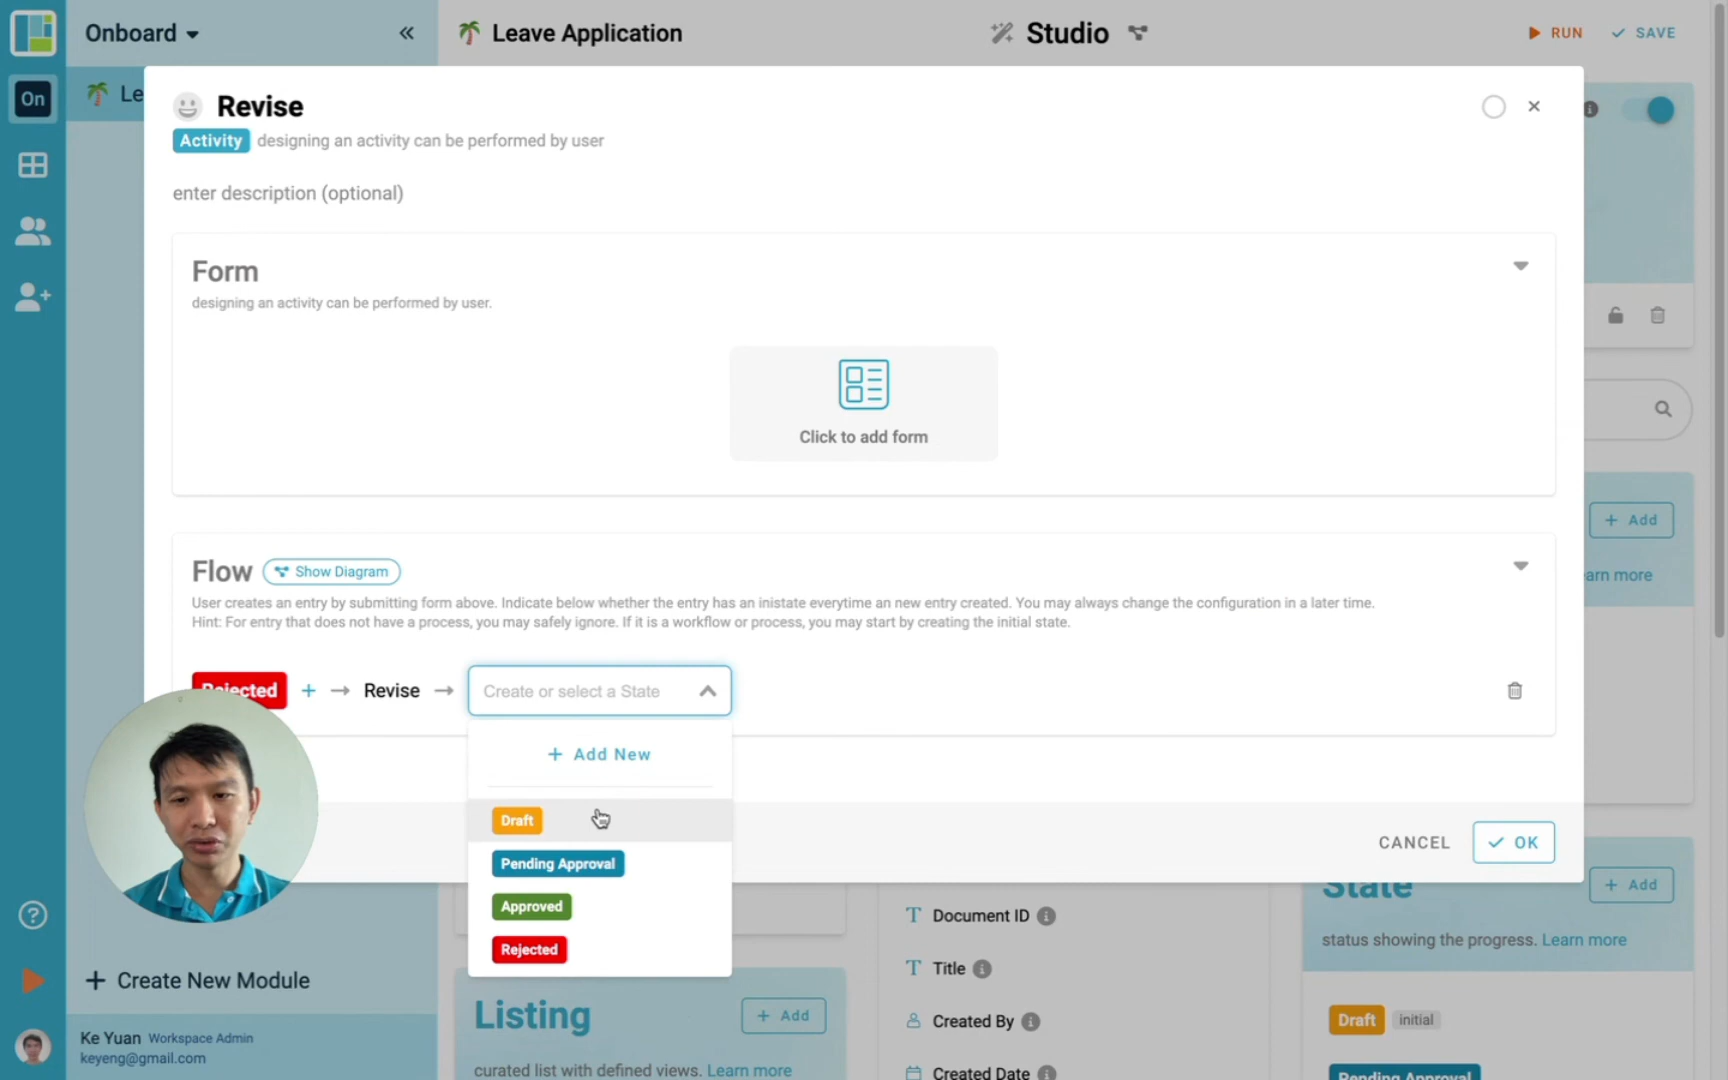 Onboard
Leave Application
Studio
RUN
SAVE
On
Le
Revise
Activity
designing an activity can be performed by user
enter description (optional)
Form
designing an activity can be performed by user.
Click to add form
Add
arn more
Flow
Show Diagram
User creates an entry by submitting form above. Indicate below whether the entry has an inistate everytime an new entry created. You may always change the configuration in a later time.
Hint: For entry that does not have a process, you may safely ignore. If it is a workflow or process, you may start by creating the initial state.
Rejected
Revise
Create or select a State
Add New
Draft
Pending Approval
Approved
Rejected
CANCEL
OK
State
Add
status showing the progress. Learn more
Draft
initial
Pending Approval
Document ID
Title
Created By
Created Date
Listing
Add
curated list with defined views. Learn more
Create New Module
Ke Yuan Workspace Admin
keyeng@gmail.com